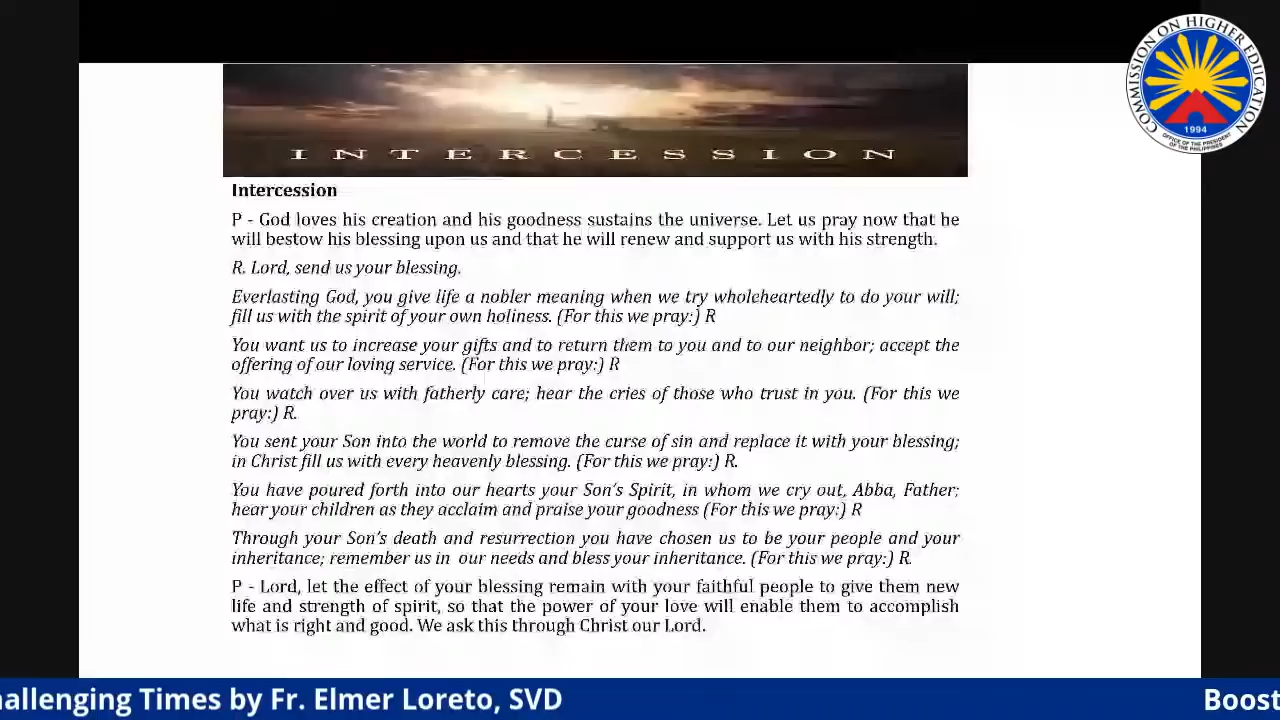 COMMISSION ON HIGHER EDUCATION
1994
OFFICE OF THE PRESIDENT
OF THE PHILIPPINES
INTERCESSION
Intercession
P - God loves his creation and his goodness sustains the universe. Let us pray now that he
will bestow his blessing upon us and that he will renew and support us with his strength.
R. Lord, send us your blessing.
Everlasting God, you give life a nobler meaning when we try wholeheartedly to do your will;
fill us with the spirit of your own holiness. (For this we pray:) R
You want us to increase your gifts and to return them to you and to our neighbor; accept the
offering of our loving service. (For this we pray:) R
You watch over us with fatherly care; hear the cries of those who trust in you. (For this we
pray:) R.
You sent your Son into the world to remove the curse of sin and replace it with your blessing;
in Christ fill us with every heavenly blessing. (For this we pray:) R.
You have poured forth into our hearts your Son's Spirit, in whom we cry out, Abba, Father;
hear your children as they acclaim and praise your goodness (For this we pray:) R
Through your Son's death and resurrection you have chosen us to be your people and your
inheritance; remember us in our needs and bless your inheritance. (For this we pray:) R.
P - Lord, let the effect of your blessing remain with your faithful people to give them new
life and strength of spirit, so that the power of your love will enable them to accomplish
what is right and good. We ask this through Christ our Lord.
hallenging Times by Fr. Elmer Loreto, SVD Boost